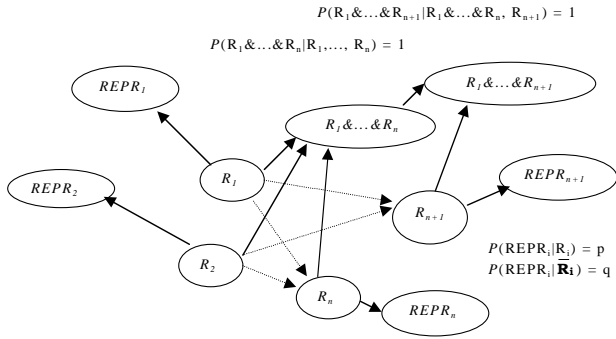 P(R₁&...&Rₙ₊₁|R₁&...&Rₙ, Rₙ₊₁) = 1
P(R₁&...&Rₙ|R₁,..., Rₙ) = 1
REPR₁
R₁&...&Rₙ₊₁
R₁&...&Rₙ
REPR₂
R₁
REPRₙ₊₁
Rₙ₊₁
R₂
P(REPRᵢ|Rᵢ) = p
P(REPRᵢ|R̅ᵢ) = q
Rₙ
REPRₙ